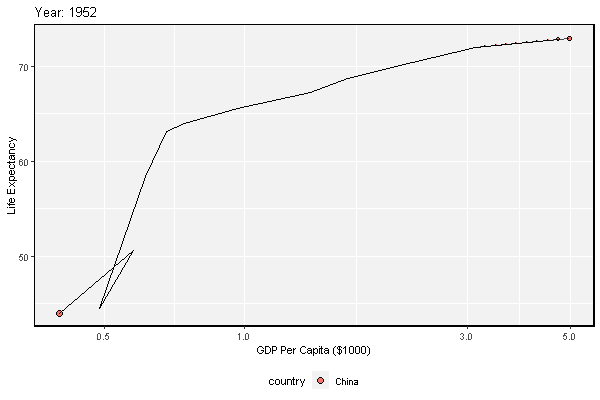 Year: 1952
70
60
50
Life Expectancy
0.5 1.0 3.0 5.0
GDP Per Capita ($1000)
country China